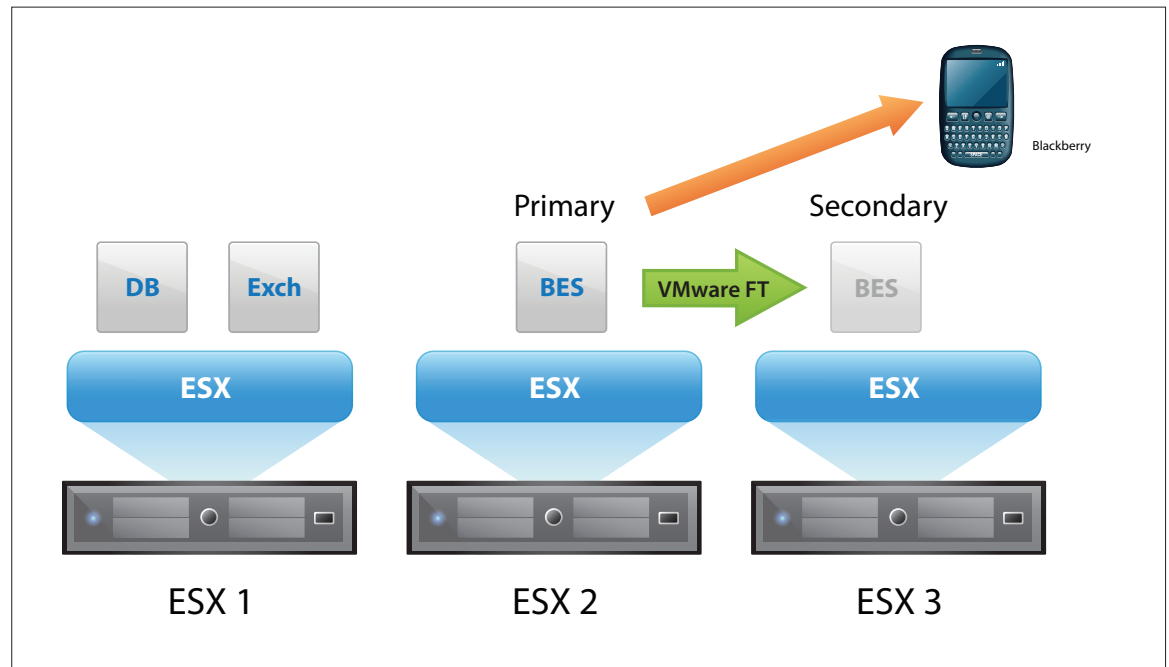 Blackberry
Primary
Secondary
DB
Exch
BES
VMware FT
BES
ESX
ESX
ESX
ESX 1
ESX 2
ESX 3